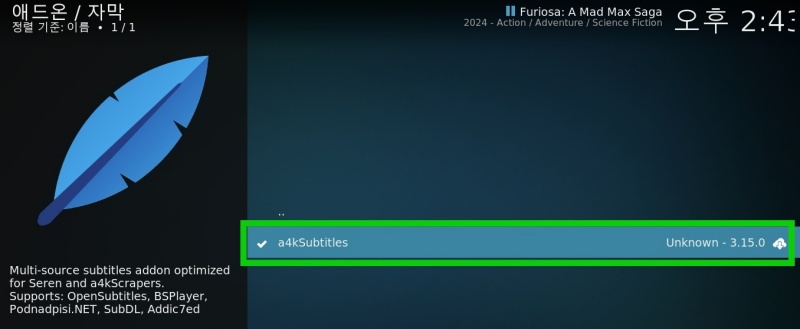 애드온 / 자막
정렬 기준: 이름 • 1 / 1
Furiosa: A Mad Max Saga
2024 - Action / Adventure / Science Fiction
오후 2:43
..
a4kSubtitles
Unknown - 3.15.0
Multi-source subtitles addon optimized
for Seren and a4kScrapers.
Supports: OpenSubtitles, BSPlayer,
Podnadpisi.NET, SubDL, Addic7ed